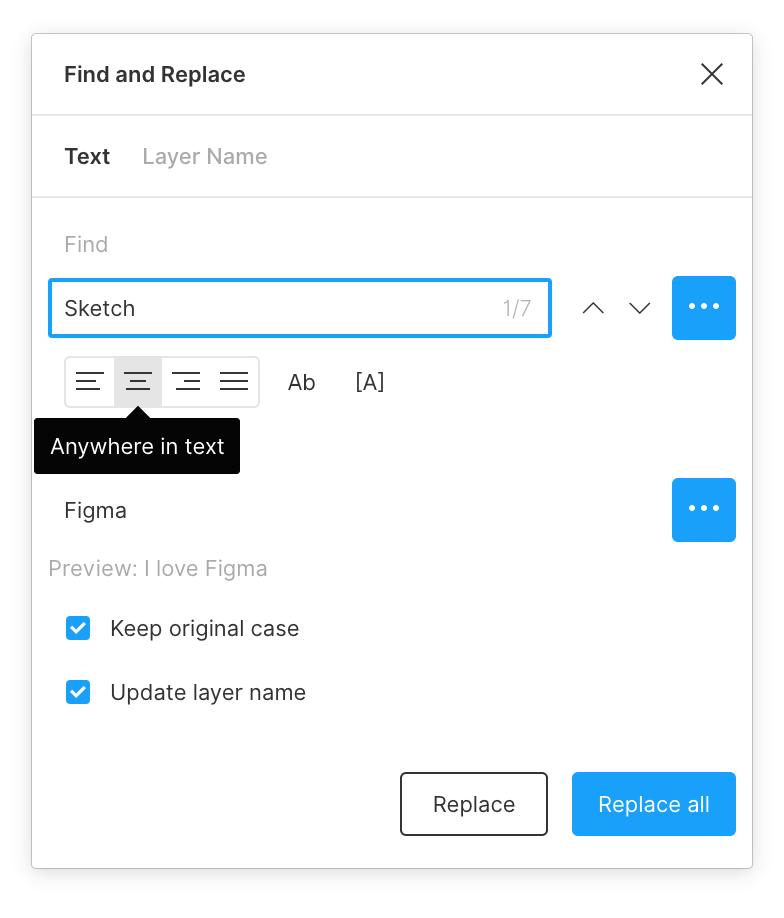 Find and Replace
Text Layer Name
Find
Sketch 1/7
Ab [A]
Anywhere in text
Figma
Preview: I love Figma
Keep original case
Update layer name
Replace Replace all